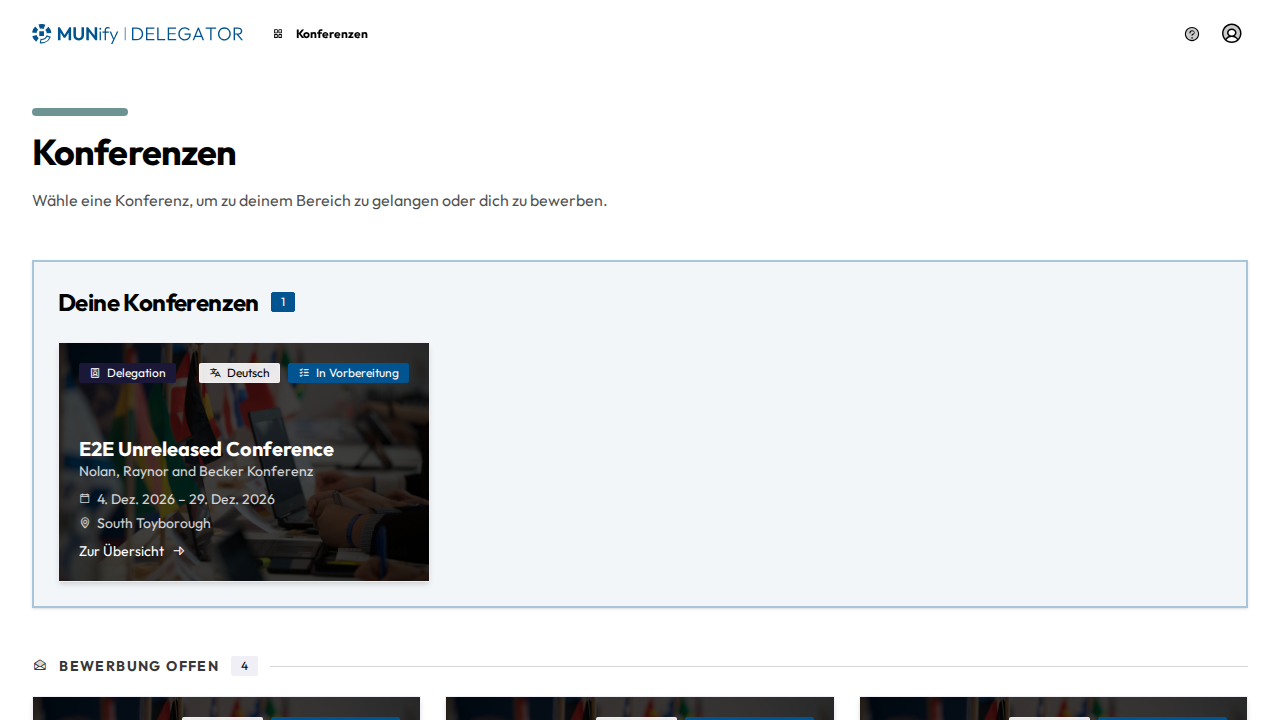 MUNify | DELEGATOR
Konferenzen
Konferenzen
Wähle eine Konferenz, um zu deinem Bereich zu gelangen oder dich zu bewerben.
Deine Konferenzen 1
Delegation Deutsch In Vorbereitung
E2E Unreleased Conference
Nolan, Raynor and Becker Konferenz
4. Dez. 2026 – 29. Dez. 2026
South Toyborough
Zur Übersicht
BEWERBUNG OFFEN 4